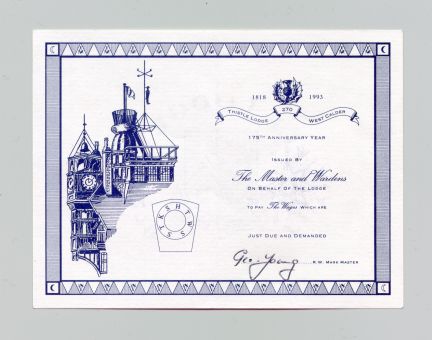 1818 1993
THISTLE LODGE 270 WEST CALDER
175TH ANNIVERSARY YEAR
ISSUED BY
The Master and Wardens
ON BEHALF OF THE LODGE
TO PAY The Wages WHICH ARE
JUST DUE AND DEMANDED
Geo. Young ....R.W. MARK MASTER
H T W S S T K S